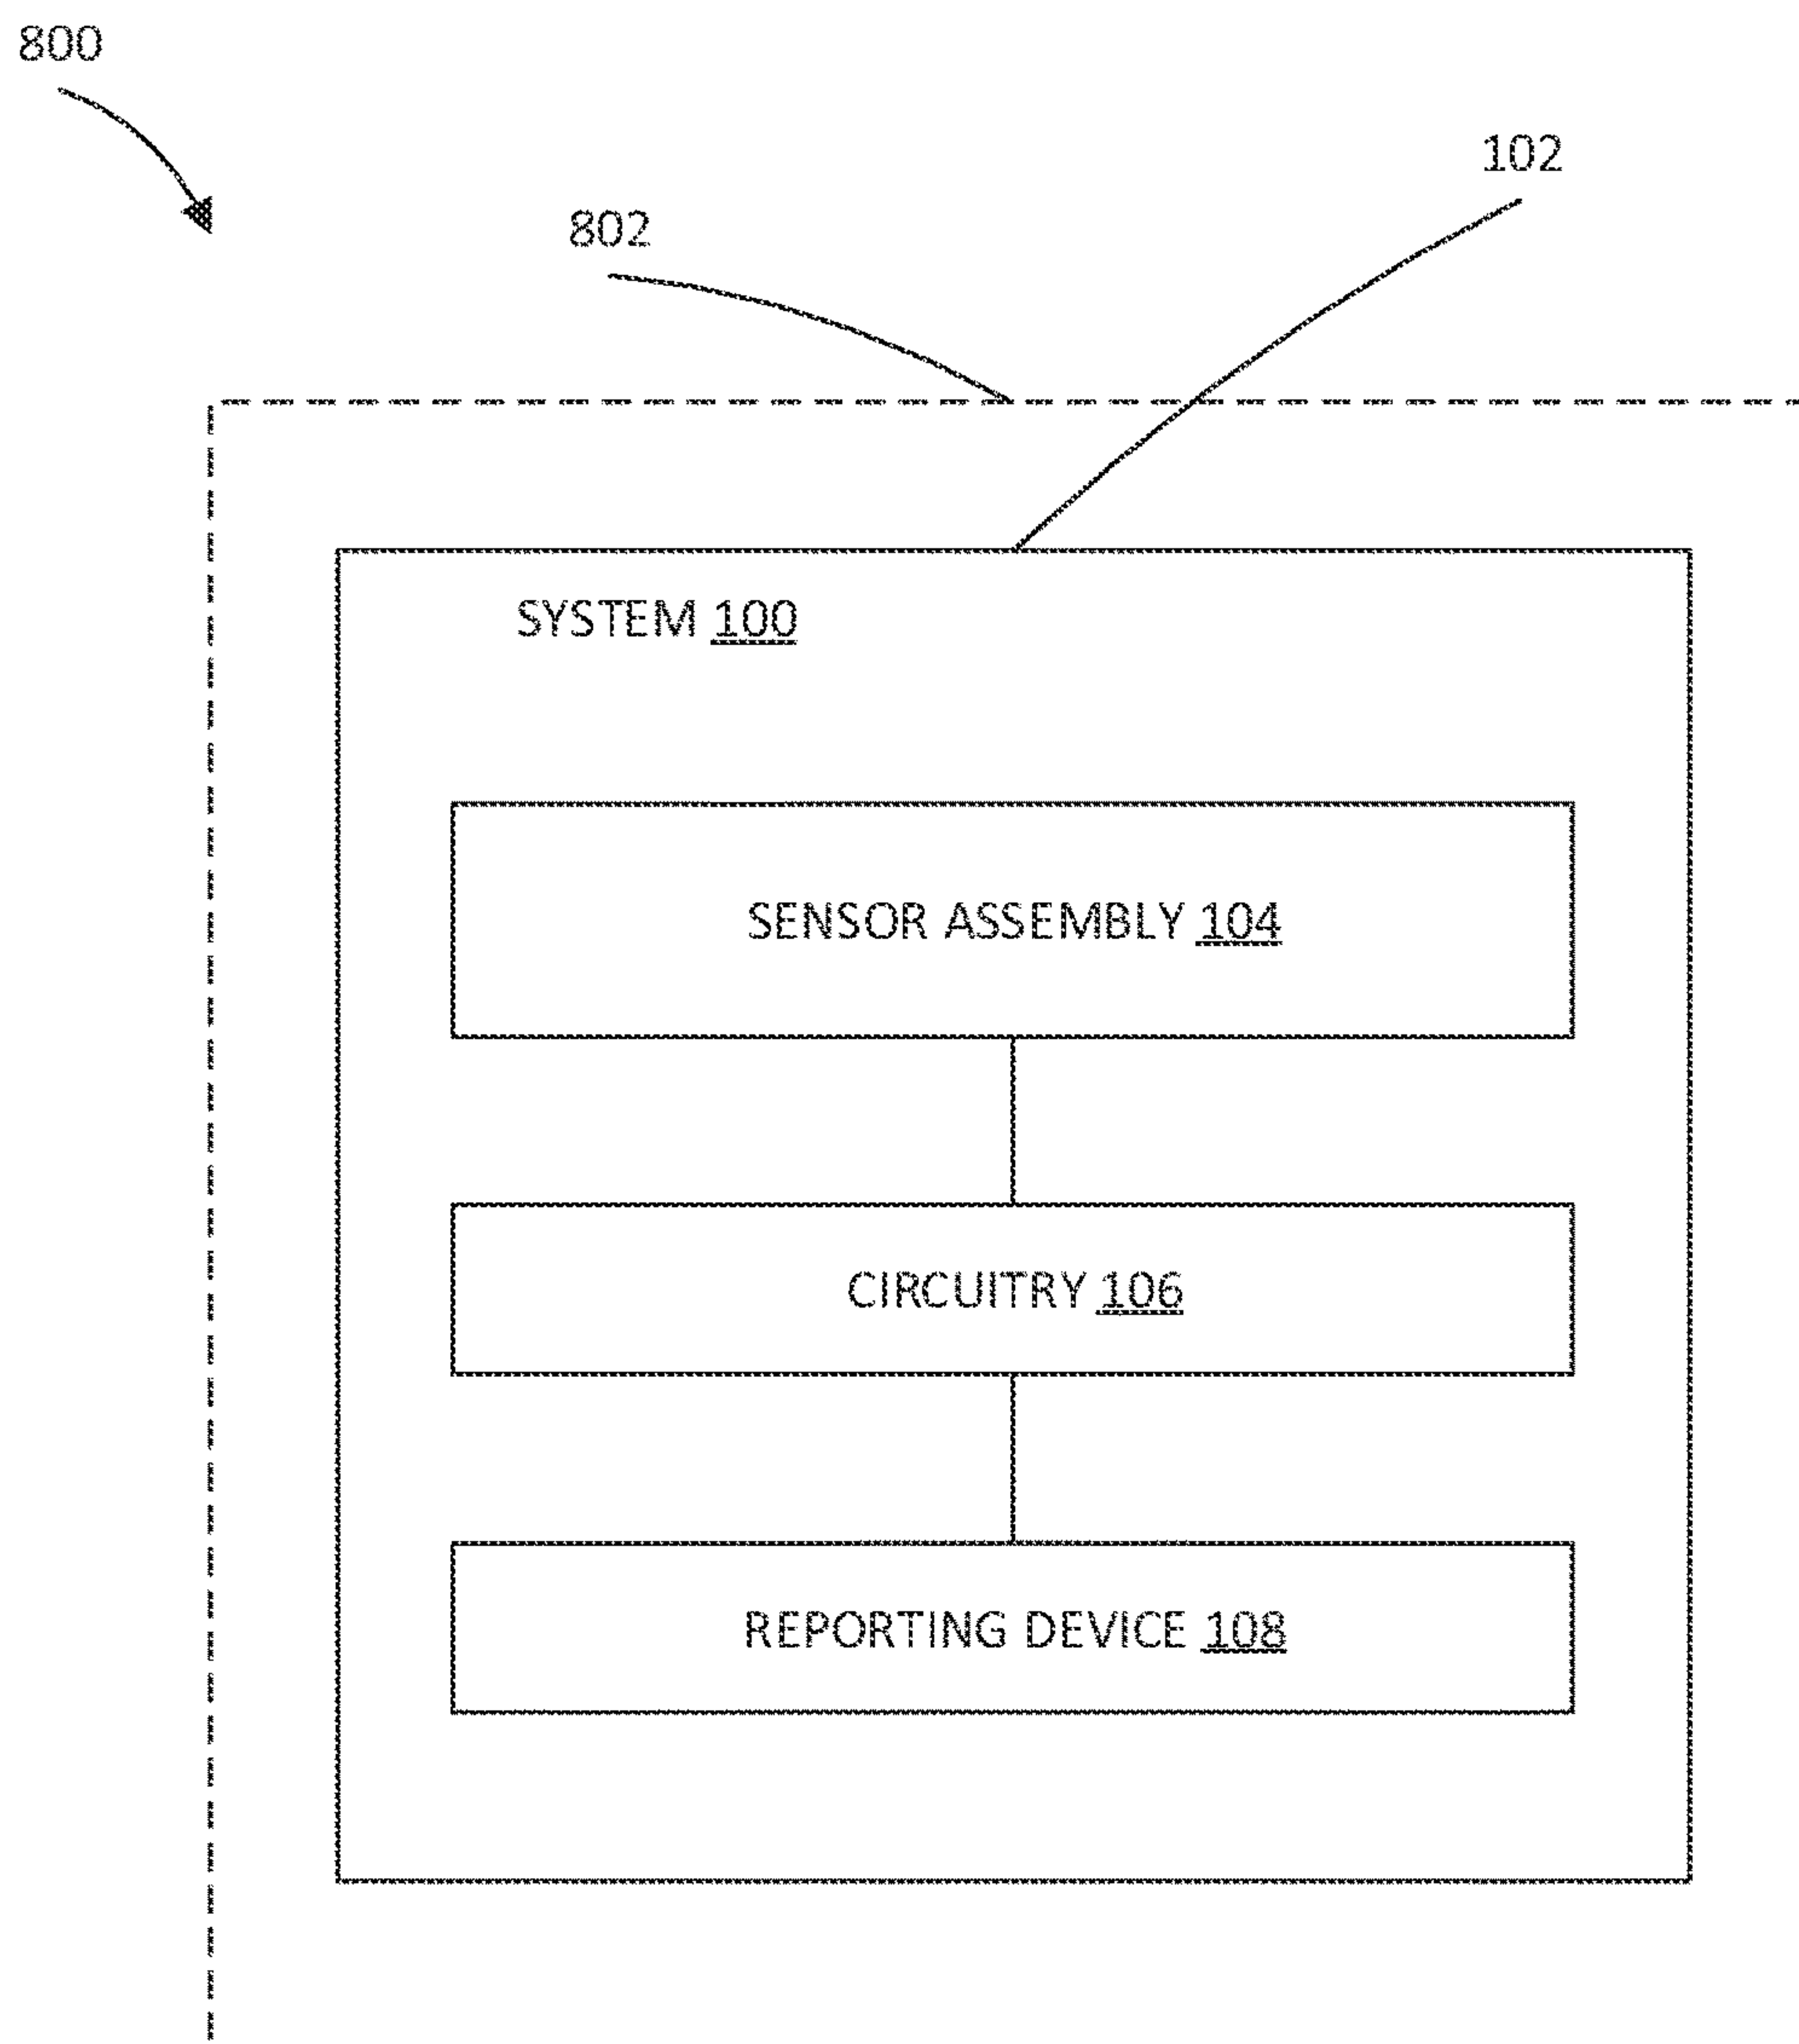 800
102
802
SYSTEM 100
SENSOR ASSEMBLY 104
CIRCUITRY 106
REPORTING DEVICE 108